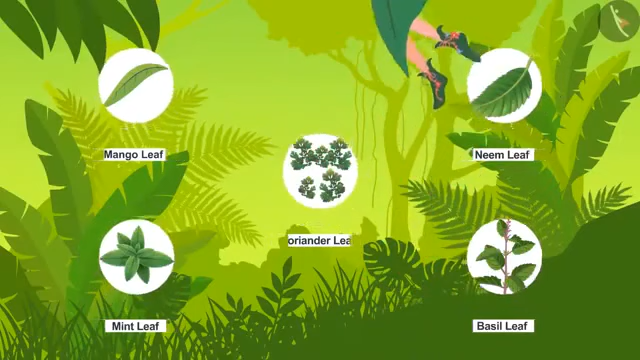 Mango Leaf
Neem Leaf
oriander Lea
Mint Leaf
Basil Leaf